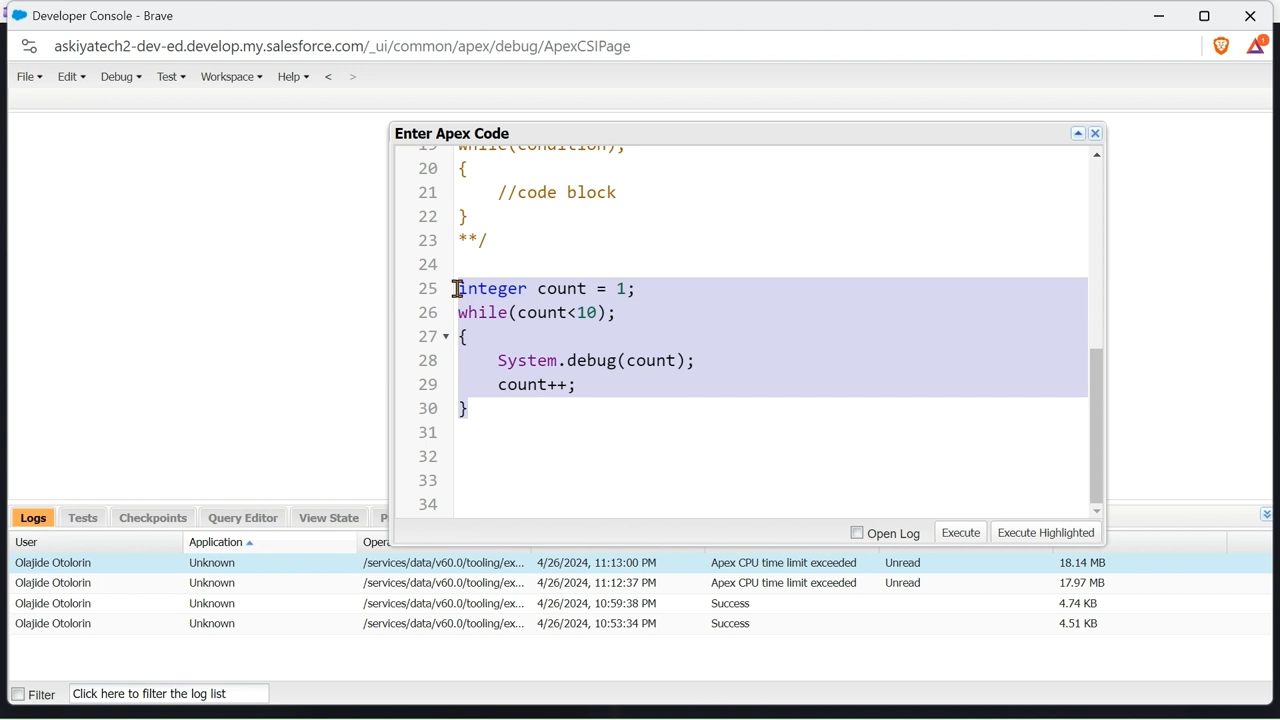 Developer Console - Brave
askiyatech2-dev-ed.develop.my.salesforce.com/_ui/common/apex/debug/ApexCSIPage
1
File Edit Debug Test Workspace Help < >
Enter Apex Code
19 while(condition);
20 {
21 //code block
22 }
23 **/
24
25 integer count = 1;
26 while(count<10);
27 {
28 System.debug(count);
29 count++;
30 }
31
32
33
34
Open Log Execute Execute Highlighted
Logs Tests Checkpoints Query Editor View State P
User Application Opera
Olajide Otolorin Unknown /services/data/v60.0/tooling/ex... 4/26/2024, 11:13:00 PM Apex CPU time limit exceeded Unread 18.14 MB
Olajide Otolorin Unknown /services/data/v60.0/tooling/ex... 4/26/2024, 11:12:37 PM Apex CPU time limit exceeded Unread 17.97 MB
Olajide Otolorin Unknown /services/data/v60.0/tooling/ex... 4/26/2024, 10:59:38 PM Success 4.74 KB
Olajide Otolorin Unknown /services/data/v60.0/tooling/ex... 4/26/2024, 10:53:34 PM Success 4.51 KB
Filter Click here to filter the log list